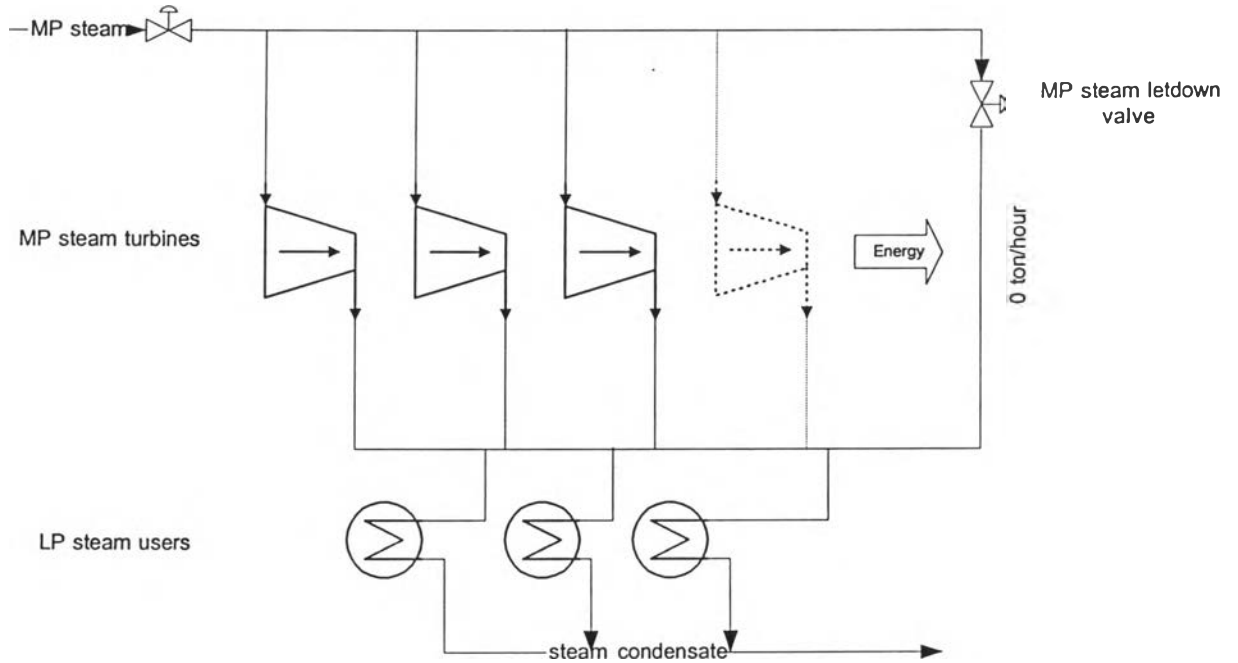 MP steam
MP steam letdown
valve
MP steam turbines
Energy
0 ton/hour
LP steam users
steam condensate